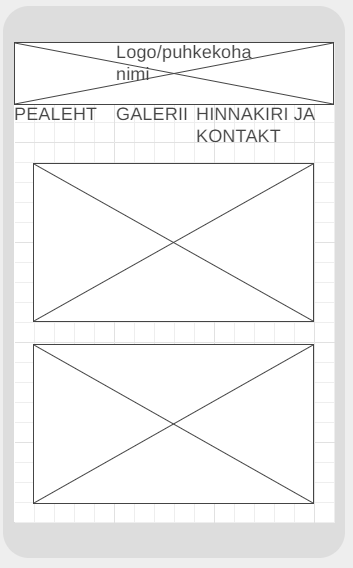 Logo/puhkekoha
nimi
PEALEHT GALERII HINNAKIRI JA
KONTAKT